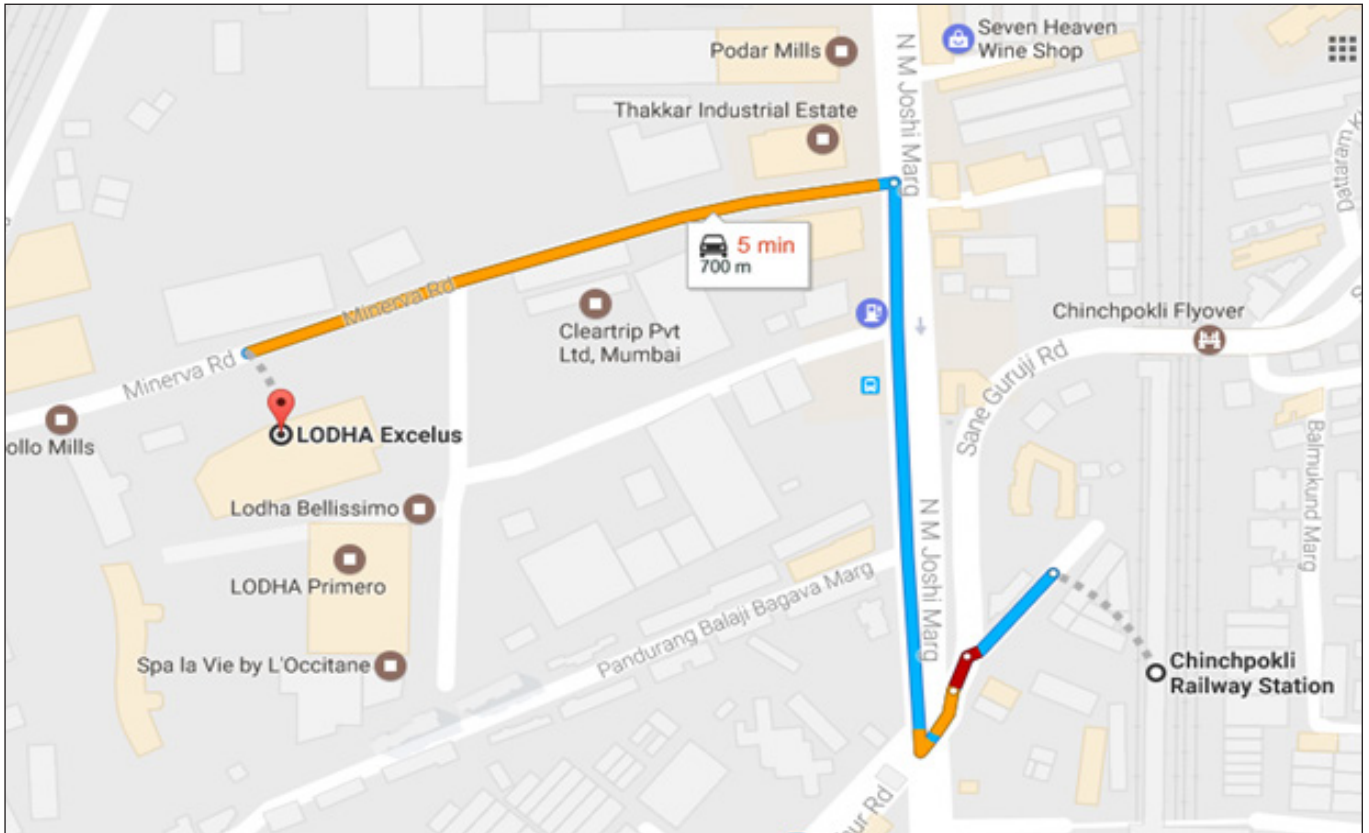 Seven Heaven
Wine Shop
Podar Mills
N M Joshi Marg
Thakkar Industrial Estate
Dattaram
5 min
700 m
Minerva Rd
Cleartrip Pvt
Ltd, Mumbai
Chinchpokli Flyover
Minerva Rd
Sane Guruji Rd
LODHA Excelus
ollo Mills
Balmukund Marg
Lodha Bellissimo
N M Joshi Marg
LODHA Primero
Pandurang Balaji Bagava Marg
Spa la Vie by L'Occitane
Chinchpokli
Railway Station
ur Rd